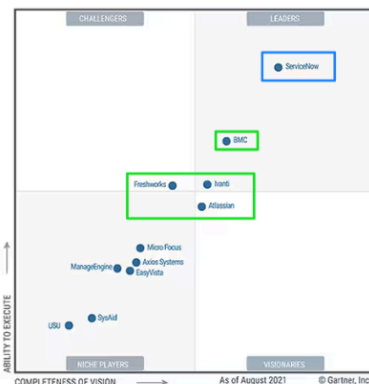 CHALLENGERS
LEADERS
ServiceNow
BMC
Freshworks
Ivanti
Atlassian
Micro Focus
Axios Systems
ManageEngine
EasyVista
SysAid
USU
NICHE PLAYERS
VISIONARIES
ABILITY TO EXECUTE
COMPLETENESS OF VISION
As of August 2021
© Gartner, Inc